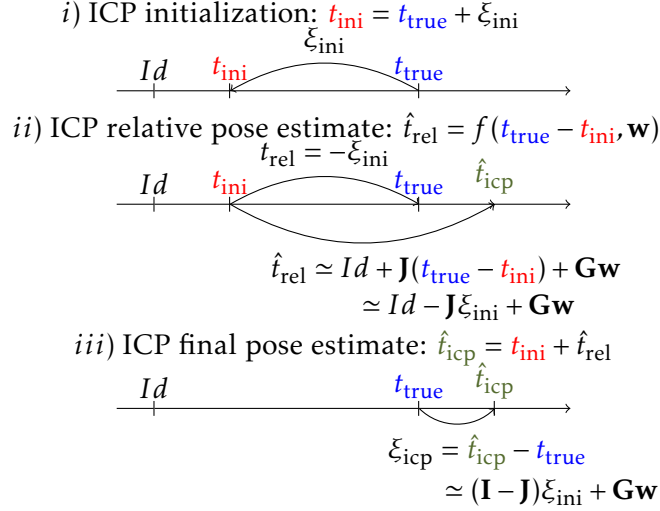 i) ICP initialization: t_ini = t_true + ξ_ini
ξ_ini
Id t_ini t_true
ii) ICP relative pose estimate: t̂_rel = f(t_true − t_ini, w)
t_rel = −ξ_ini
Id t_ini t_true t̂_icp
t̂_rel ≃ Id + J(t_true − t_ini) + Gw
≃ Id − Jξ_ini + Gw
iii) ICP final pose estimate: t̂_icp = t_ini + t̂_rel
Id t_true t̂_icp
ξ_icp = t̂_icp − t_true
≃ (I − J)ξ_ini + Gw